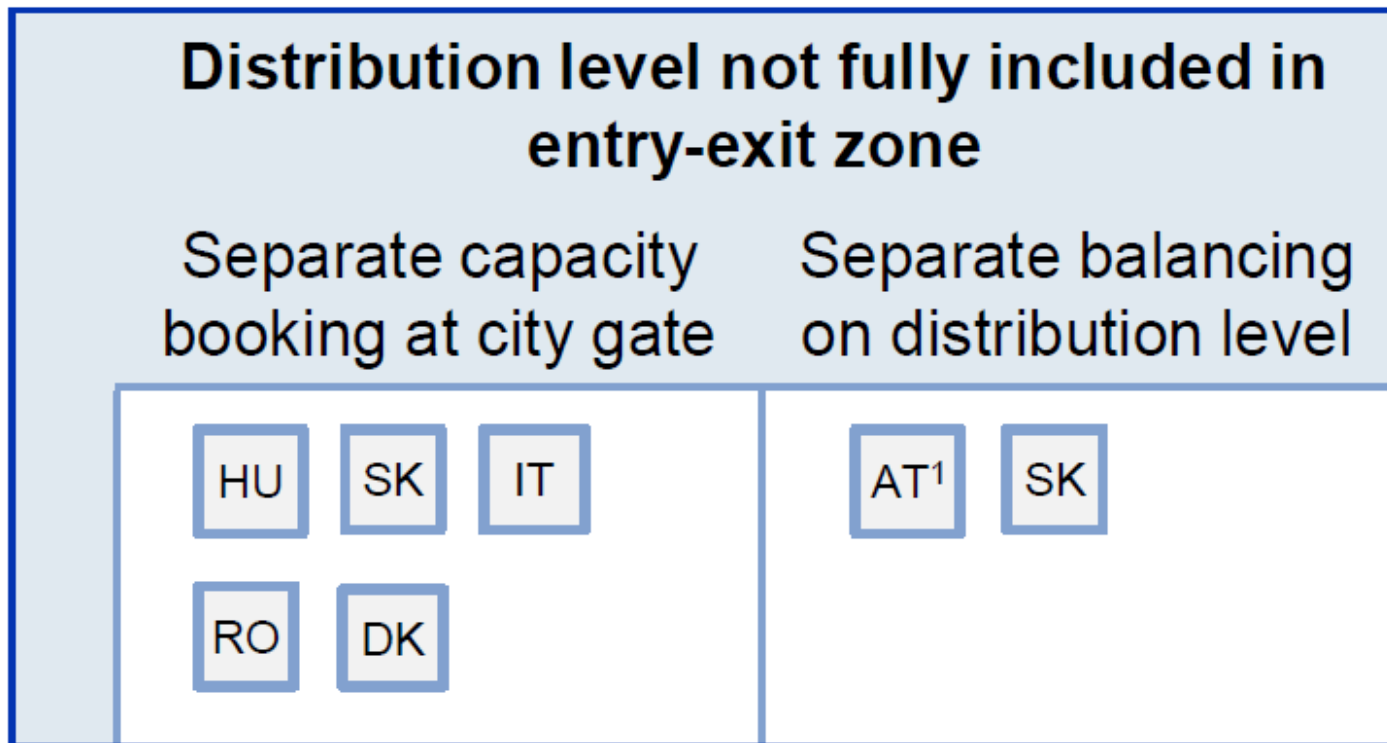 Distribution level not fully included in
entry-exit zone
Separate capacity
booking at city gate
Separate balancing
on distribution level
HU SK IT
RO DK
AT¹ SK